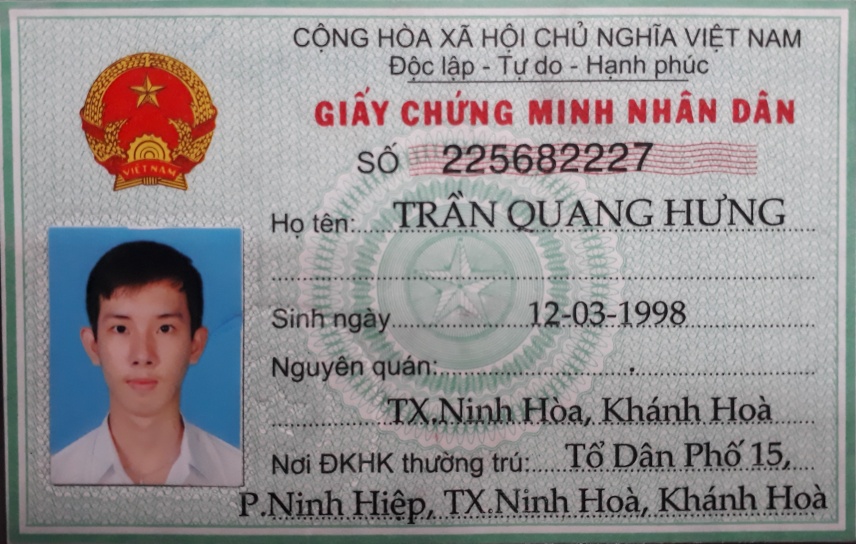 CỘNG HÒA XÃ HỘI CHỦ NGHĨA VIỆT NAM
Độc lập - Tự do - Hạnh phúc
GIẤY CHỨNG MINH NHÂN DÂN
SỐ 225682227
VIỆT NAM
Họ tên: TRẦN QUANG HƯNG
Sinh ngày 12-03-1998
Nguyên quán:
TX,Ninh Hòa, Khánh Hoà
Nơi ĐKHK thường trú: Tổ Dân Phố 15,
P.Ninh Hiệp, TX.Ninh Hoà, Khánh Hoà